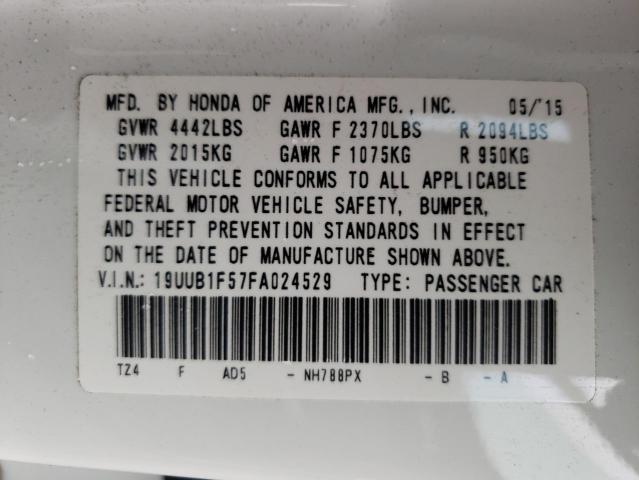 MFD. BY HONDA OF AMERICA MFG., INC. 05/'15
GVWR 4442LBS GAWR F 2370LBS R 2094LBS
GVWR 2015KG GAWR F 1075KG R 950KG
THIS VEHICLE CONFORMS TO ALL APPLICABLE
FEDERAL MOTOR VEHICLE SAFETY, BUMPER,
AND THEFT PREVENTION STANDARDS IN EFFECT
ON THE DATE OF MANUFACTURE SHOWN ABOVE.
V.I.N.: 19UUB1F57FA024529 TYPE: PASSENGER CAR
TZ4 F AD5 - NH788PX - B - A